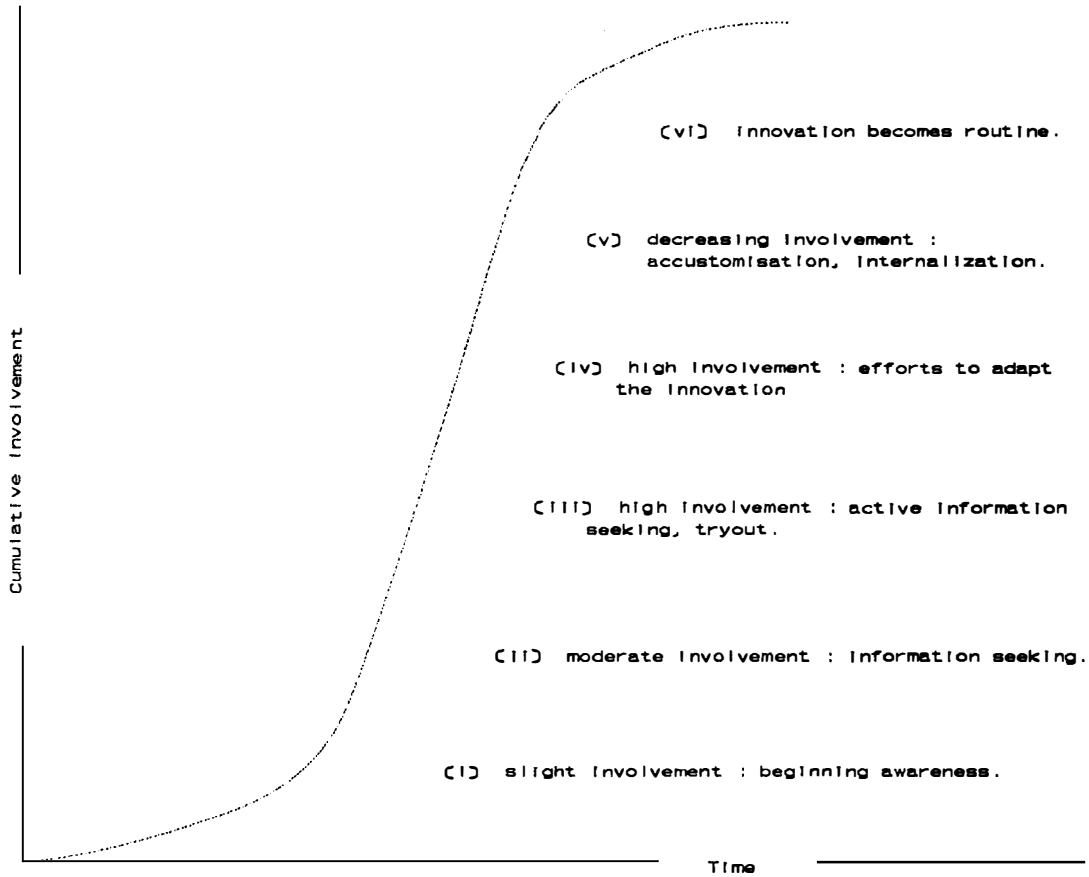 (vi) innovation becomes routine.
(v) decreasing involvement :
accustomisation, internalization.
(iv) high involvement : efforts to adapt
the innovation
(iii) high involvement : active information
seeking, tryout.
(ii) moderate involvement : information seeking.
(i) slight involvement : beginning awareness.
Cumulative Involvement
Time